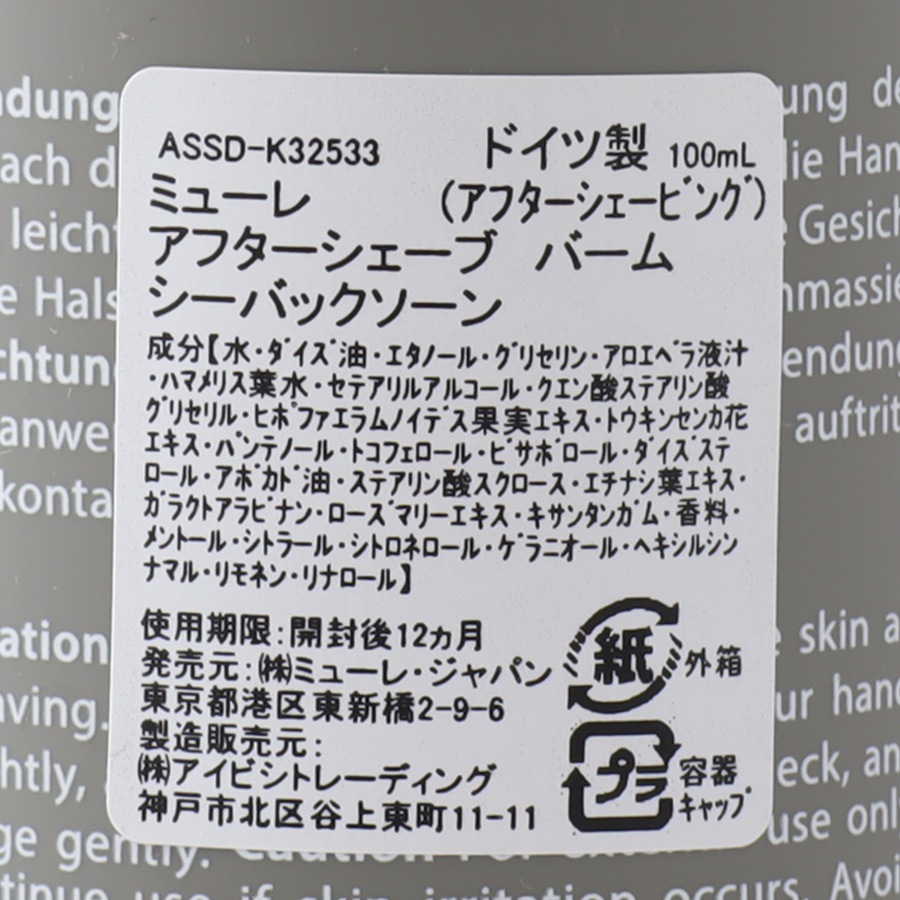 ASSD-K32533 ドイツ製 100mL
ミューレ (アフターシェービング)
アフターシェーブ バーム
シーバックソーン
成分【水・ダイズ油・エタノール・グリセリン・アロエベラ液汁
・ハマメリス葉水・セテアリルアルコール・クエン酸ステアリン酸
グリセリル・ヒポファエラムノイデス果実エキス・トウキンセンカ花
エキス・パンテノール・トコフェロール・ビサボロール・ダイズステ
ロール・アボカド油・ステアリン酸スクロース・エチナシ葉エキス・
ガラクトアラビナン・ローズマリーエキス・キサンタンガム・香料・
メントール・シトラール・シトロネロール・ゲラニオール・ヘキシルシン
ナマル・リモネン・リナロール】
使用期限:開封後12ヵ月
発売元:㈱ミューレ・ジャパン
東京都港区東新橋2-9-6
製造販売元:
㈱アイビシトレーディング
神戸市北区谷上東町11-11
紙 外箱
プラ 容器
キャップ
ung de
ach d
die Han
leicht
Gesich
e Hals
nmassie
chtun
endung
anwe
auftrit
konta
ation
skin a
aving.
ur hand
htly,
eck, an
ge gently. Caution
use only
tinue use if skin irritation occurs. Avoi